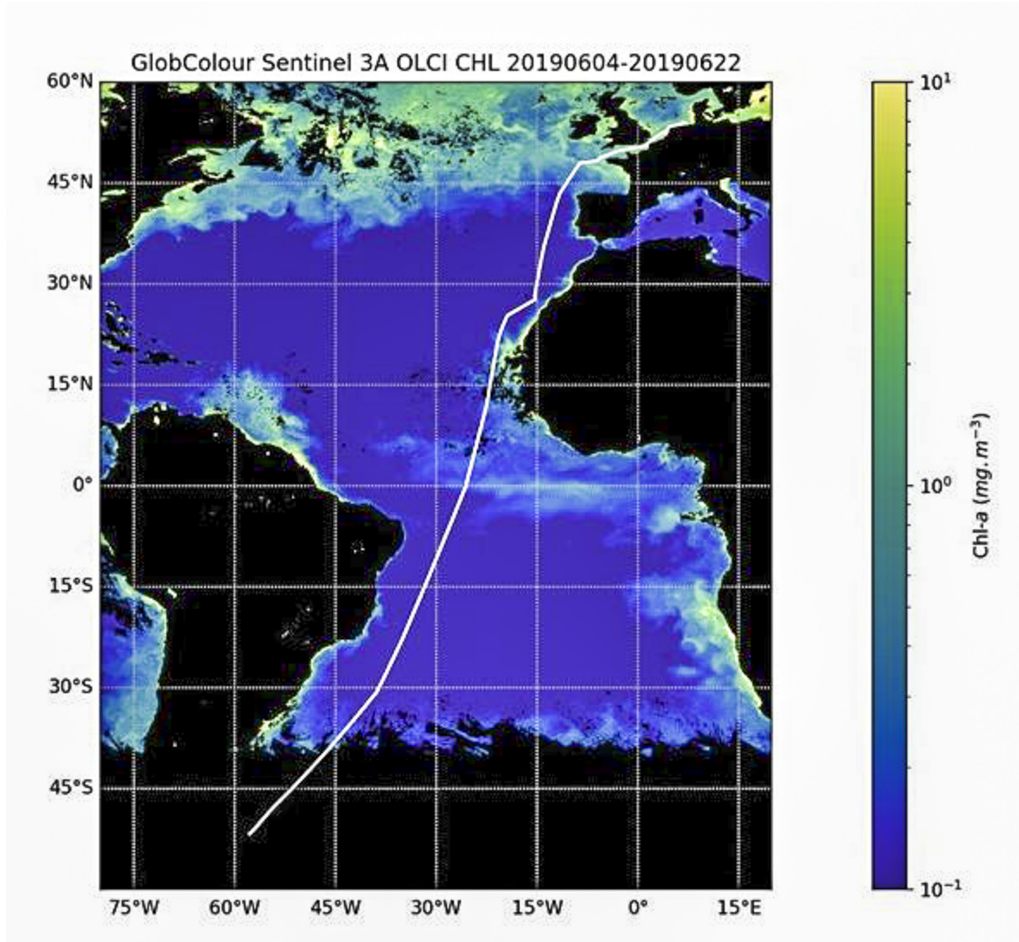 GlobColour Sentinel 3A OLCI CHL 20190604-20190622
60°N
45°N
30°N
15°N
0°
15°S
30°S
45°S
75°W 60°W 45°W 30°W 15°W 0° 15°E
10¹
10⁰
10⁻¹
Chl-a (mg.m⁻³)